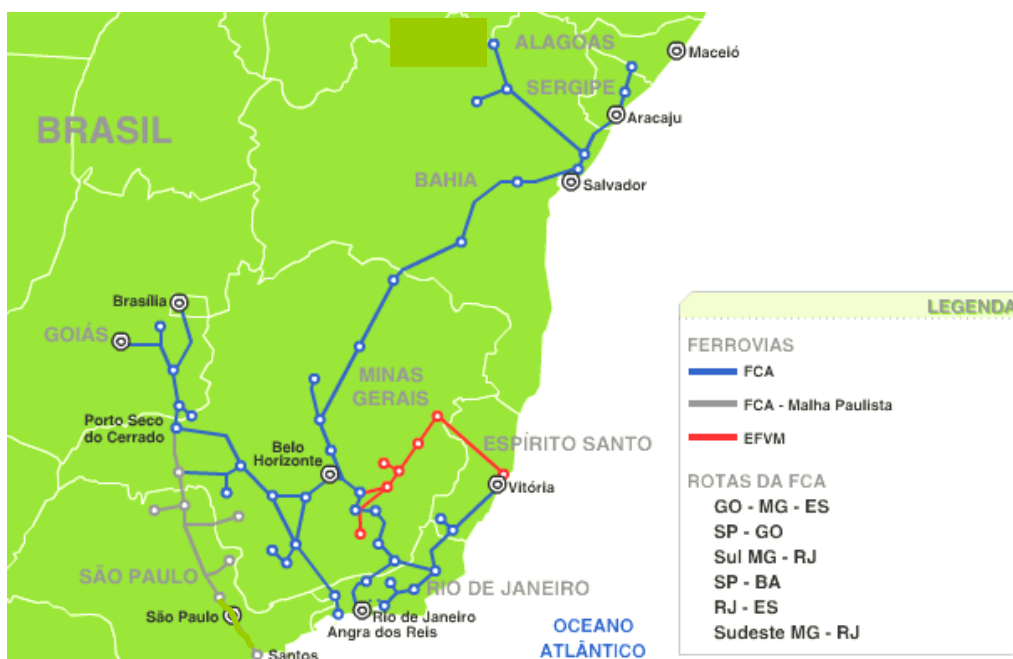 ALAGOAS
Maceió
SERGIPE
Aracaju
BRASIL
BAHIA
Salvador
Brasília
GOIÁS
MINAS
GERAIS
Porto Seco
do Cerrado
Belo
Horizonte
ESPÍRITO SANTO
Vitória
SÃO PAULO
RIO DE JANEIRO
São Paulo
Rio de Janeiro
Angra dos Reis
Santos
OCEANO
ATLÂNTICO
LEGENDA
FERROVIAS
FCA
FCA - Malha Paulista
EFVM
ROTAS DA FCA
GO - MG - ES
SP - GO
Sul MG - RJ
SP - BA
RJ - ES
Sudeste MG - RJ